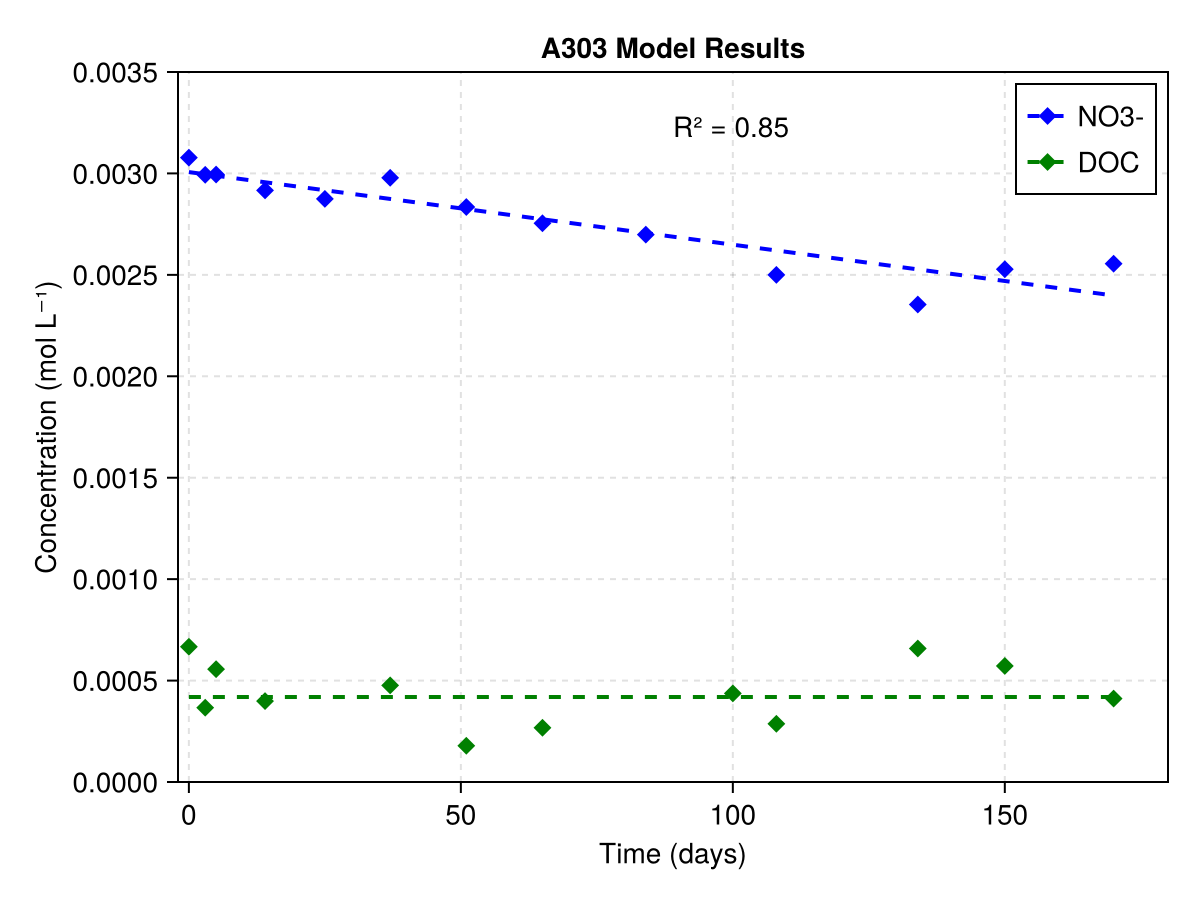 A303 Model Results
0.0035
0.0030
0.0025
0.0020
0.0015
0.0010
0.0005
0.0000
Concentration (mol L⁻¹)
R² = 0.85
NO3-
DOC
0 50 100 150
Time (days)